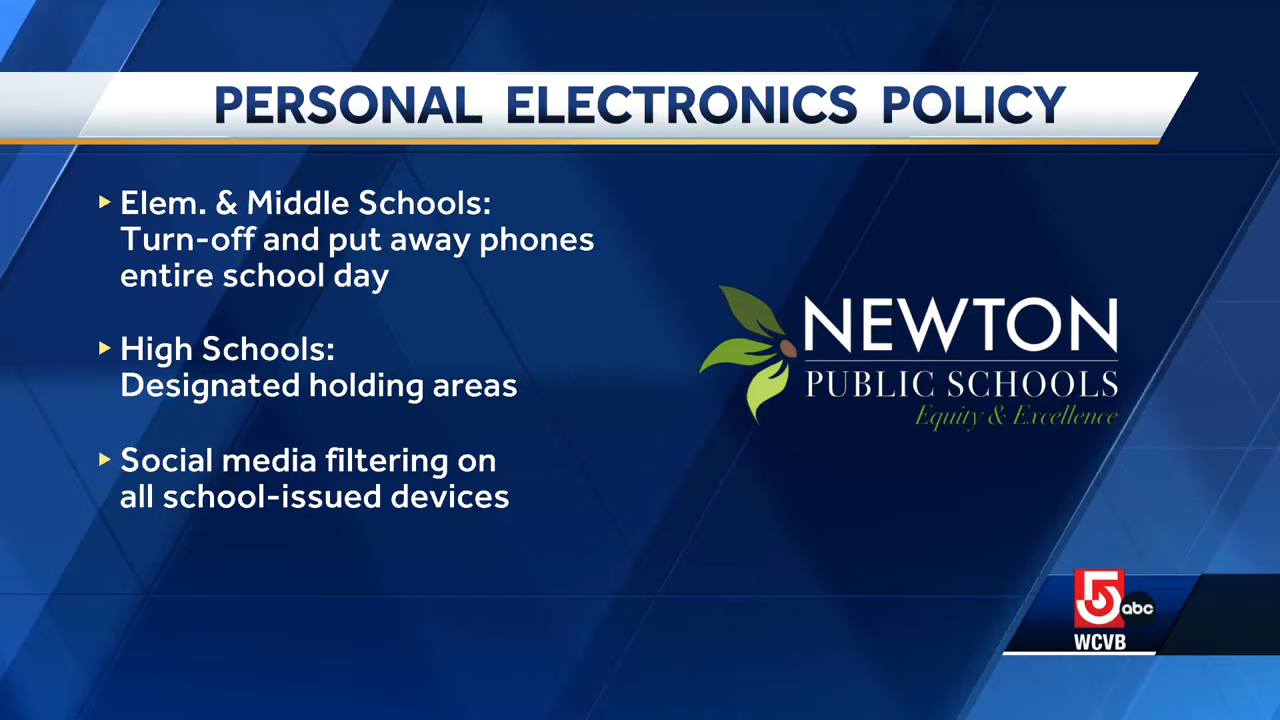 PERSONAL ELECTRONICS POLICY
Elem. & Middle Schools:
Turn-off and put away phones
entire school day
High Schools:
Designated holding areas
Social media filtering on
all school-issued devices
NEWTON
PUBLIC SCHOOLS
Equity & Excellence
5 abc
WCVB